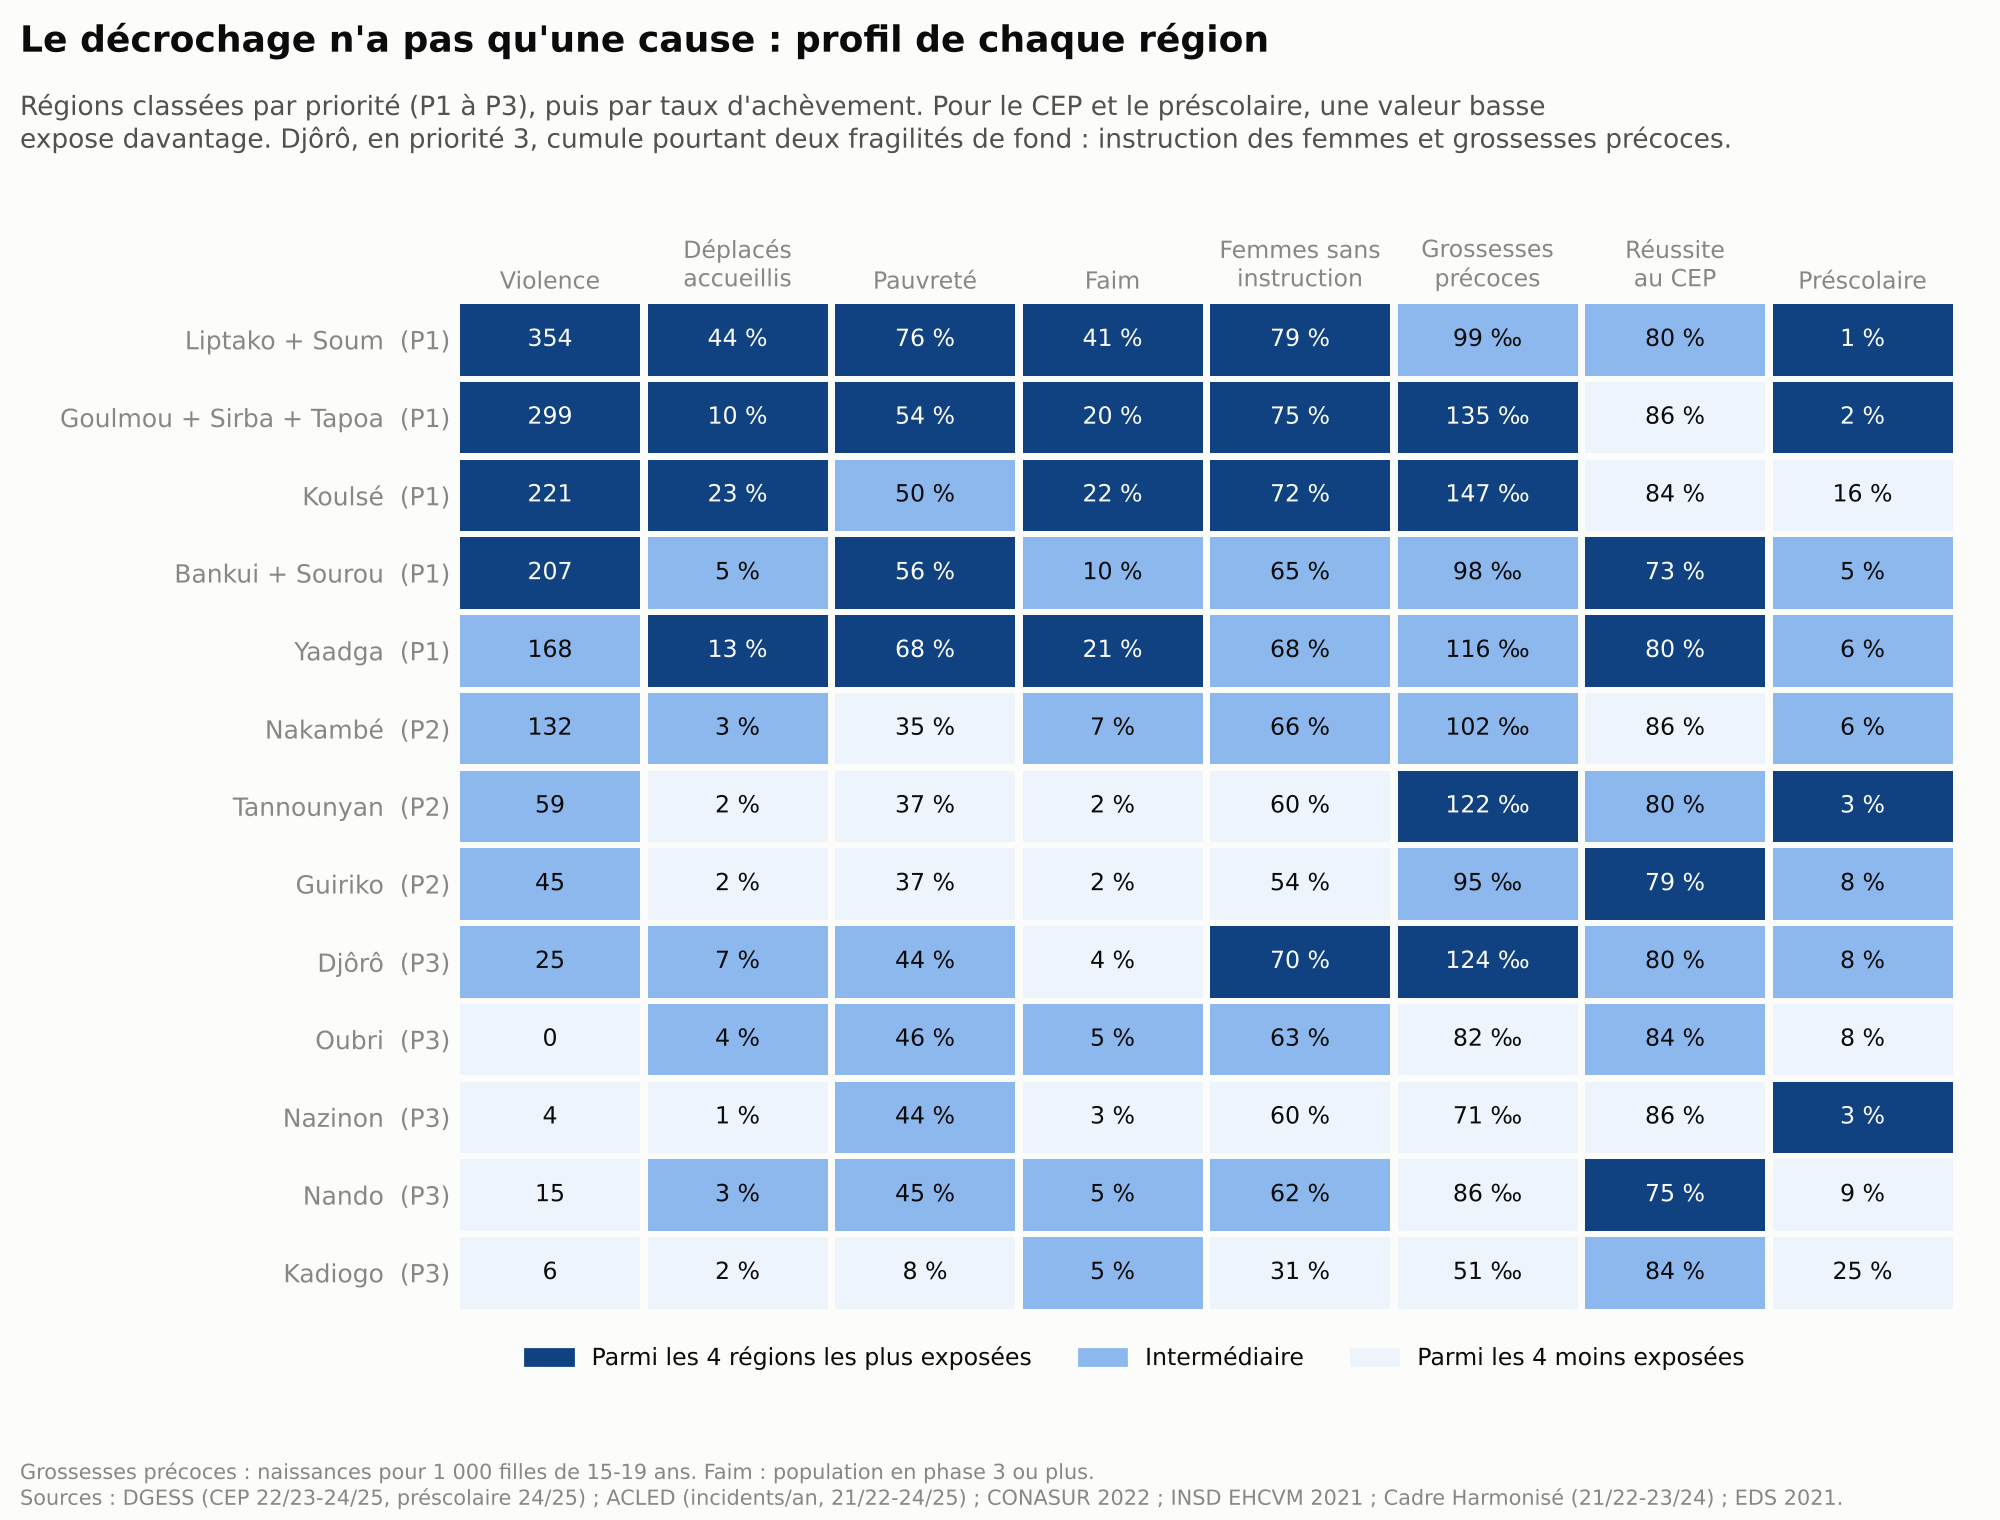 Le décrochage n'a pas qu'une cause : profil de chaque région
Régions classées par priorité (P1 à P3), puis par taux d'achèvement. Pour le CEP et le préscolaire, une valeur basse
expose davantage. Djôrô, en priorité 3, cumule pourtant deux fragilités de fond : instruction des femmes et grossesses précoces.
Violence Déplacés accueillis Pauvreté Faim Femmes sans instruction Grossesses précoces Réussite au CEP Préscolaire
Liptako + Soum (P1) 354 44 % 76 % 41 % 79 % 99 ‰ 80 % 1 %
Goulmou + Sirba + Tapoa (P1) 299 10 % 54 % 20 % 75 % 135 ‰ 86 % 2 %
Koulsé (P1) 221 23 % 50 % 22 % 72 % 147 ‰ 84 % 16 %
Bankui + Sourou (P1) 207 5 % 56 % 10 % 65 % 98 ‰ 73 % 5 %
Yaadga (P1) 168 13 % 68 % 21 % 68 % 116 ‰ 80 % 6 %
Nakambé (P2) 132 3 % 35 % 7 % 66 % 102 ‰ 86 % 6 %
Tannounyan (P2) 59 2 % 37 % 2 % 60 % 122 ‰ 80 % 3 %
Guiriko (P2) 45 2 % 37 % 2 % 54 % 95 ‰ 79 % 8 %
Djôrô (P3) 25 7 % 44 % 4 % 70 % 124 ‰ 80 % 8 %
Oubri (P3) 0 4 % 46 % 5 % 63 % 82 ‰ 84 % 8 %
Nazinon (P3) 4 1 % 44 % 3 % 60 % 71 ‰ 86 % 3 %
Nando (P3) 15 3 % 45 % 5 % 62 % 86 ‰ 75 % 9 %
Kadiogo (P3) 6 2 % 8 % 5 % 31 % 51 ‰ 84 % 25 %
Parmi les 4 régions les plus exposées Intermédiaire Parmi les 4 moins exposées
Grossesses précoces : naissances pour 1 000 filles de 15-19 ans. Faim : population en phase 3 ou plus.
Sources : DGESS (CEP 22/23-24/25, préscolaire 24/25) ; ACLED (incidents/an, 21/22-24/25) ; CONASUR 2022 ; INSD EHCVM 2021 ; Cadre Harmonisé (21/22-23/24) ; EDS 2021.